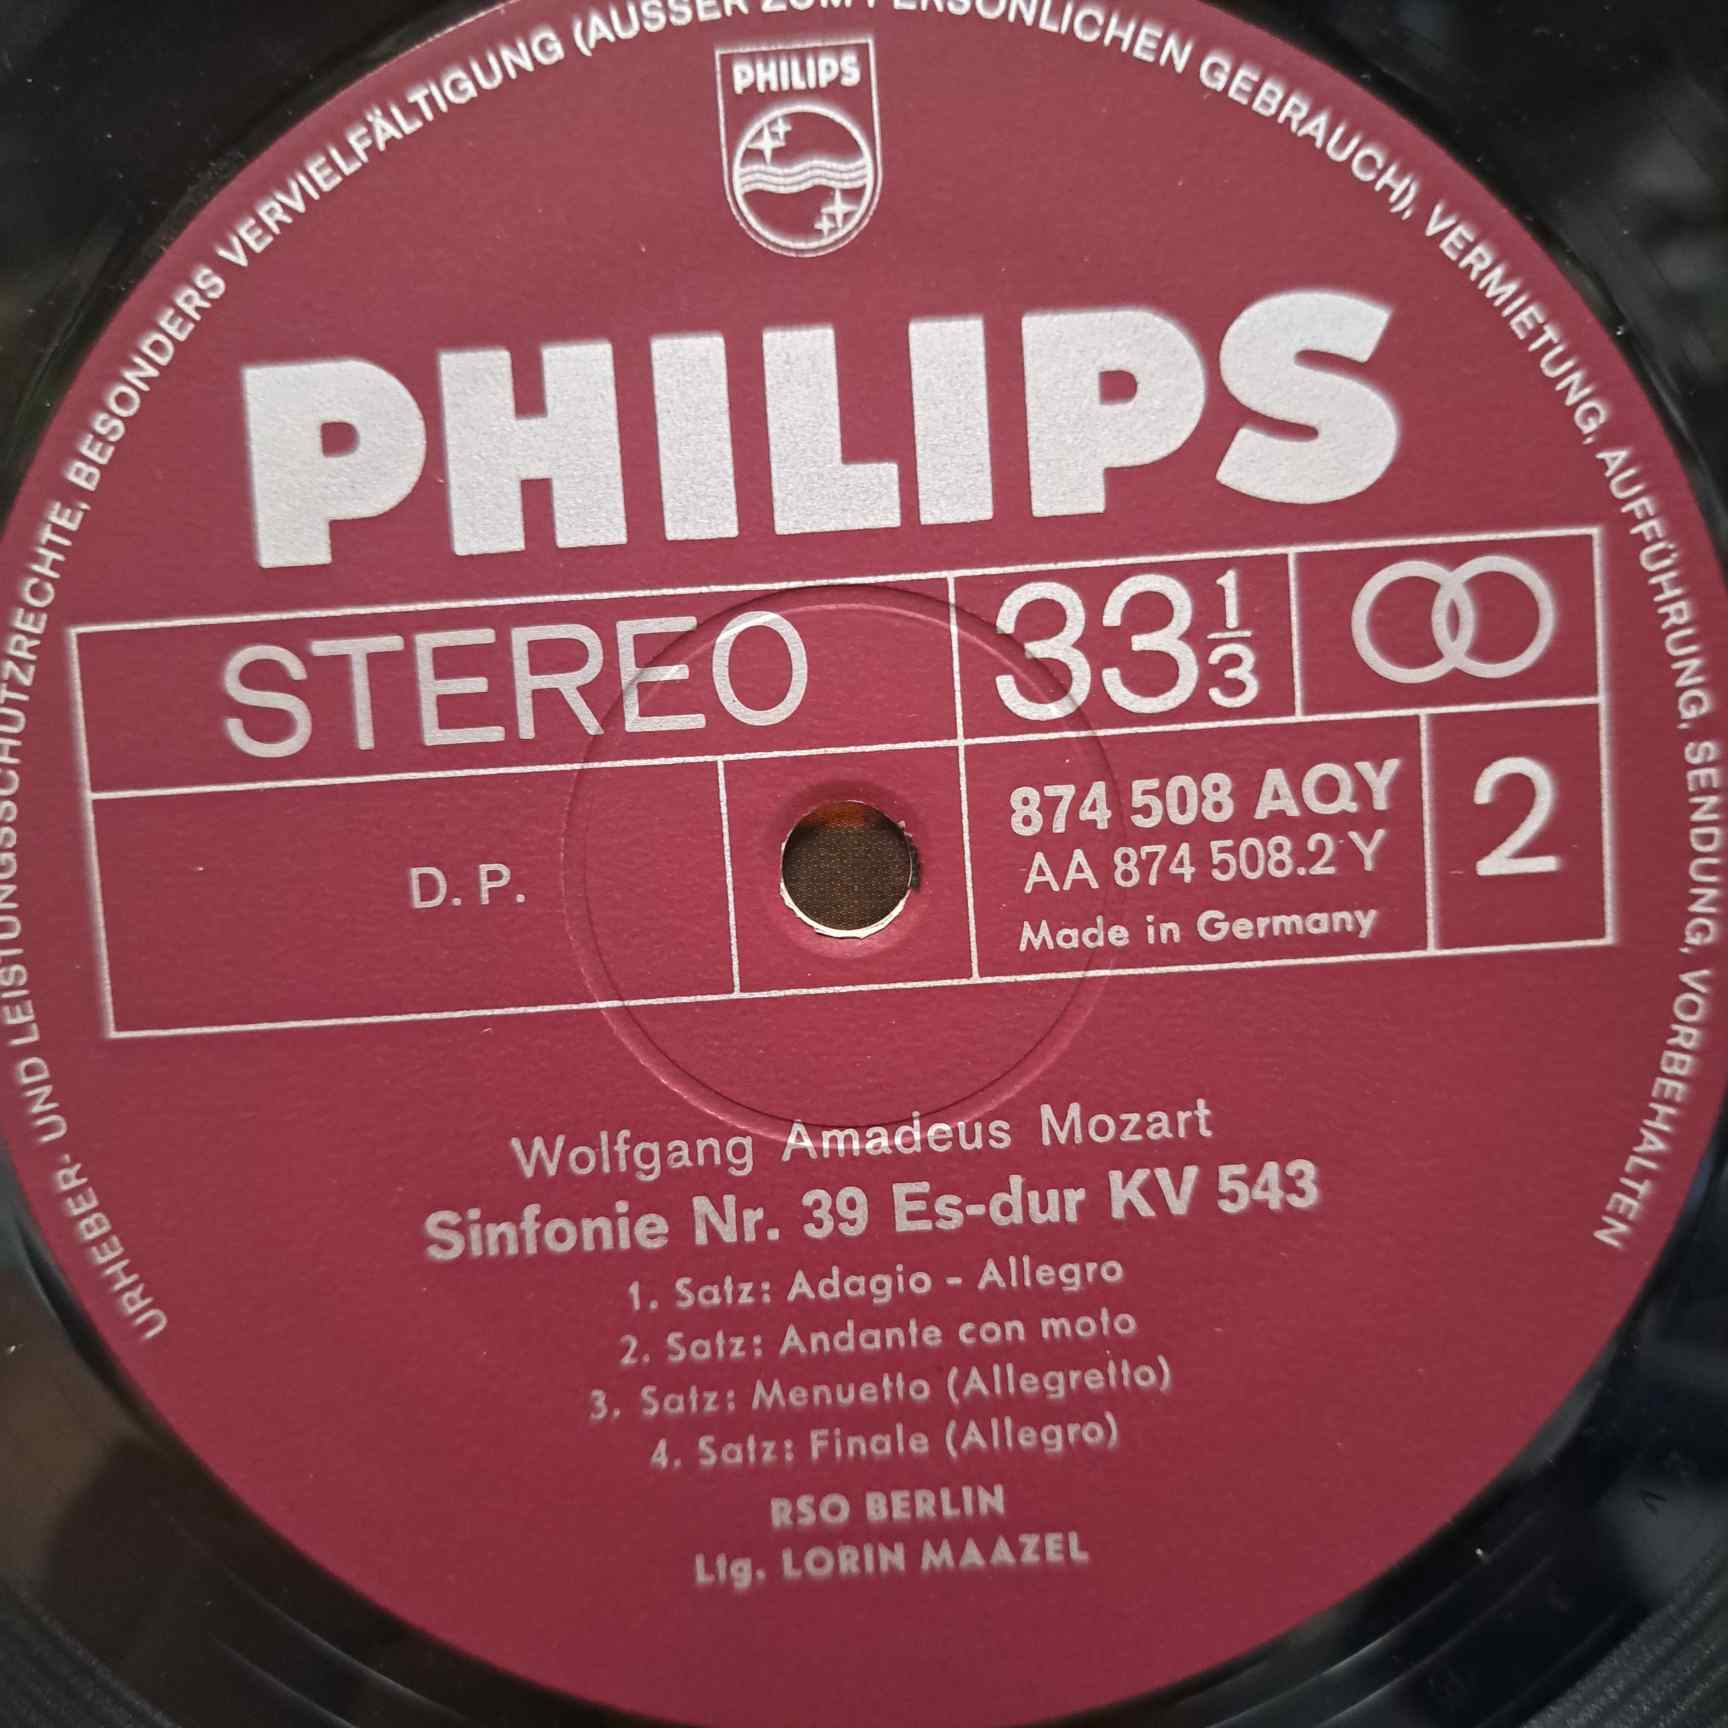 URHEBER- UND LEISTUNGSSCHUTZRECHTE, BESONDERS VERVIELFÄLTIGUNG (AUSSER ZUM PERSÖNLICHEN GEBRAUCH), VERMIETUNG, AUFFÜHRUNG, SENDUNG, VORBEHALTEN
PHILIPS
PHILIPS
STEREO
33 1/3
D. P.
874 508 AQY
AA 874 508.2 Y
Made in Germany
2
Wolfgang Amadeus Mozart
Sinfonie Nr. 39 Es-dur KV 543
1. Satz: Adagio - Allegro
2. Satz: Andante con moto
3. Satz: Menuetto (Allegretto)
4. Satz: Finale (Allegro)
RSO BERLIN
Ltg. LORIN MAAZEL